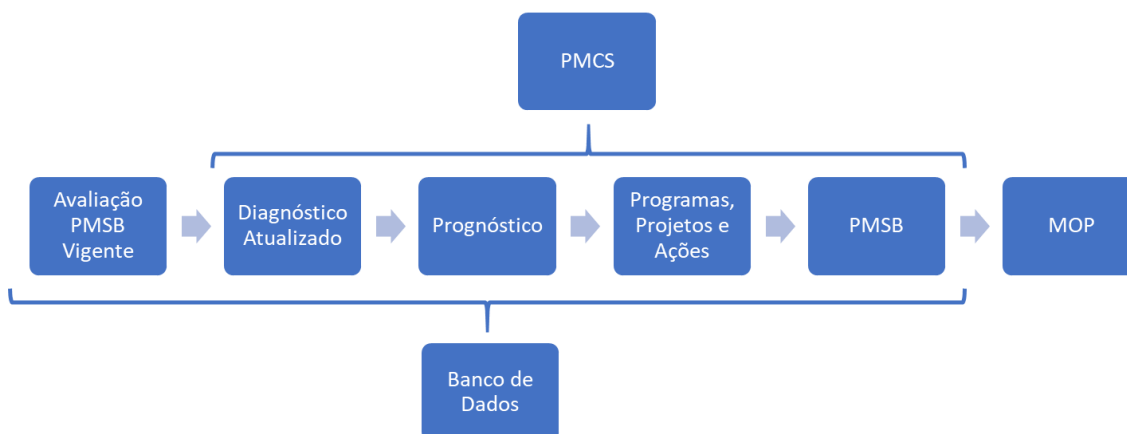 PMCS
Avaliação
PMSB
Vigente
Diagnóstico
Atualizado
Prognóstico
Programas,
Projetos e
Ações
PMSB
MOP
Banco de
Dados